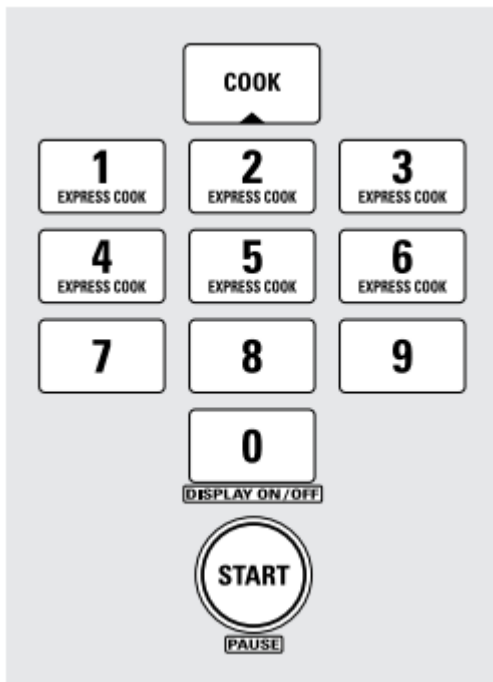 COOK
1 2 3
EXPRESS COOK EXPRESS COOK EXPRESS COOK
4 5 6
EXPRESS COOK EXPRESS COOK EXPRESS COOK
7 8 9
0
DISPLAY ON/OFF
START
PAUSE